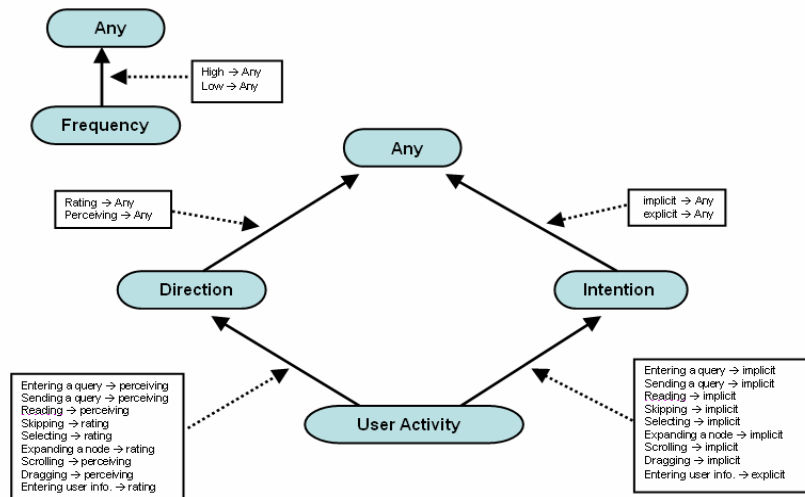 Any
High → Any
Low → Any
Frequency
Any
Rating → Any
Perceiving → Any
implicit → Any
explicit → Any
Direction
Intention
Entering a query → perceiving
Sending a query → perceiving
Reading → perceiving
Skipping → rating
Selecting → rating
Expanding a node → rating
Scrolling → perceiving
Dragging → perceiving
Entering user info. → rating
User Activity
Entering a query → implicit
Sending a query → implicit
Reading → implicit
Skipping → implicit
Selecting → implicit
Expanding a node → implicit
Scrolling → implicit
Dragging → implicit
Entering user info. → explicit